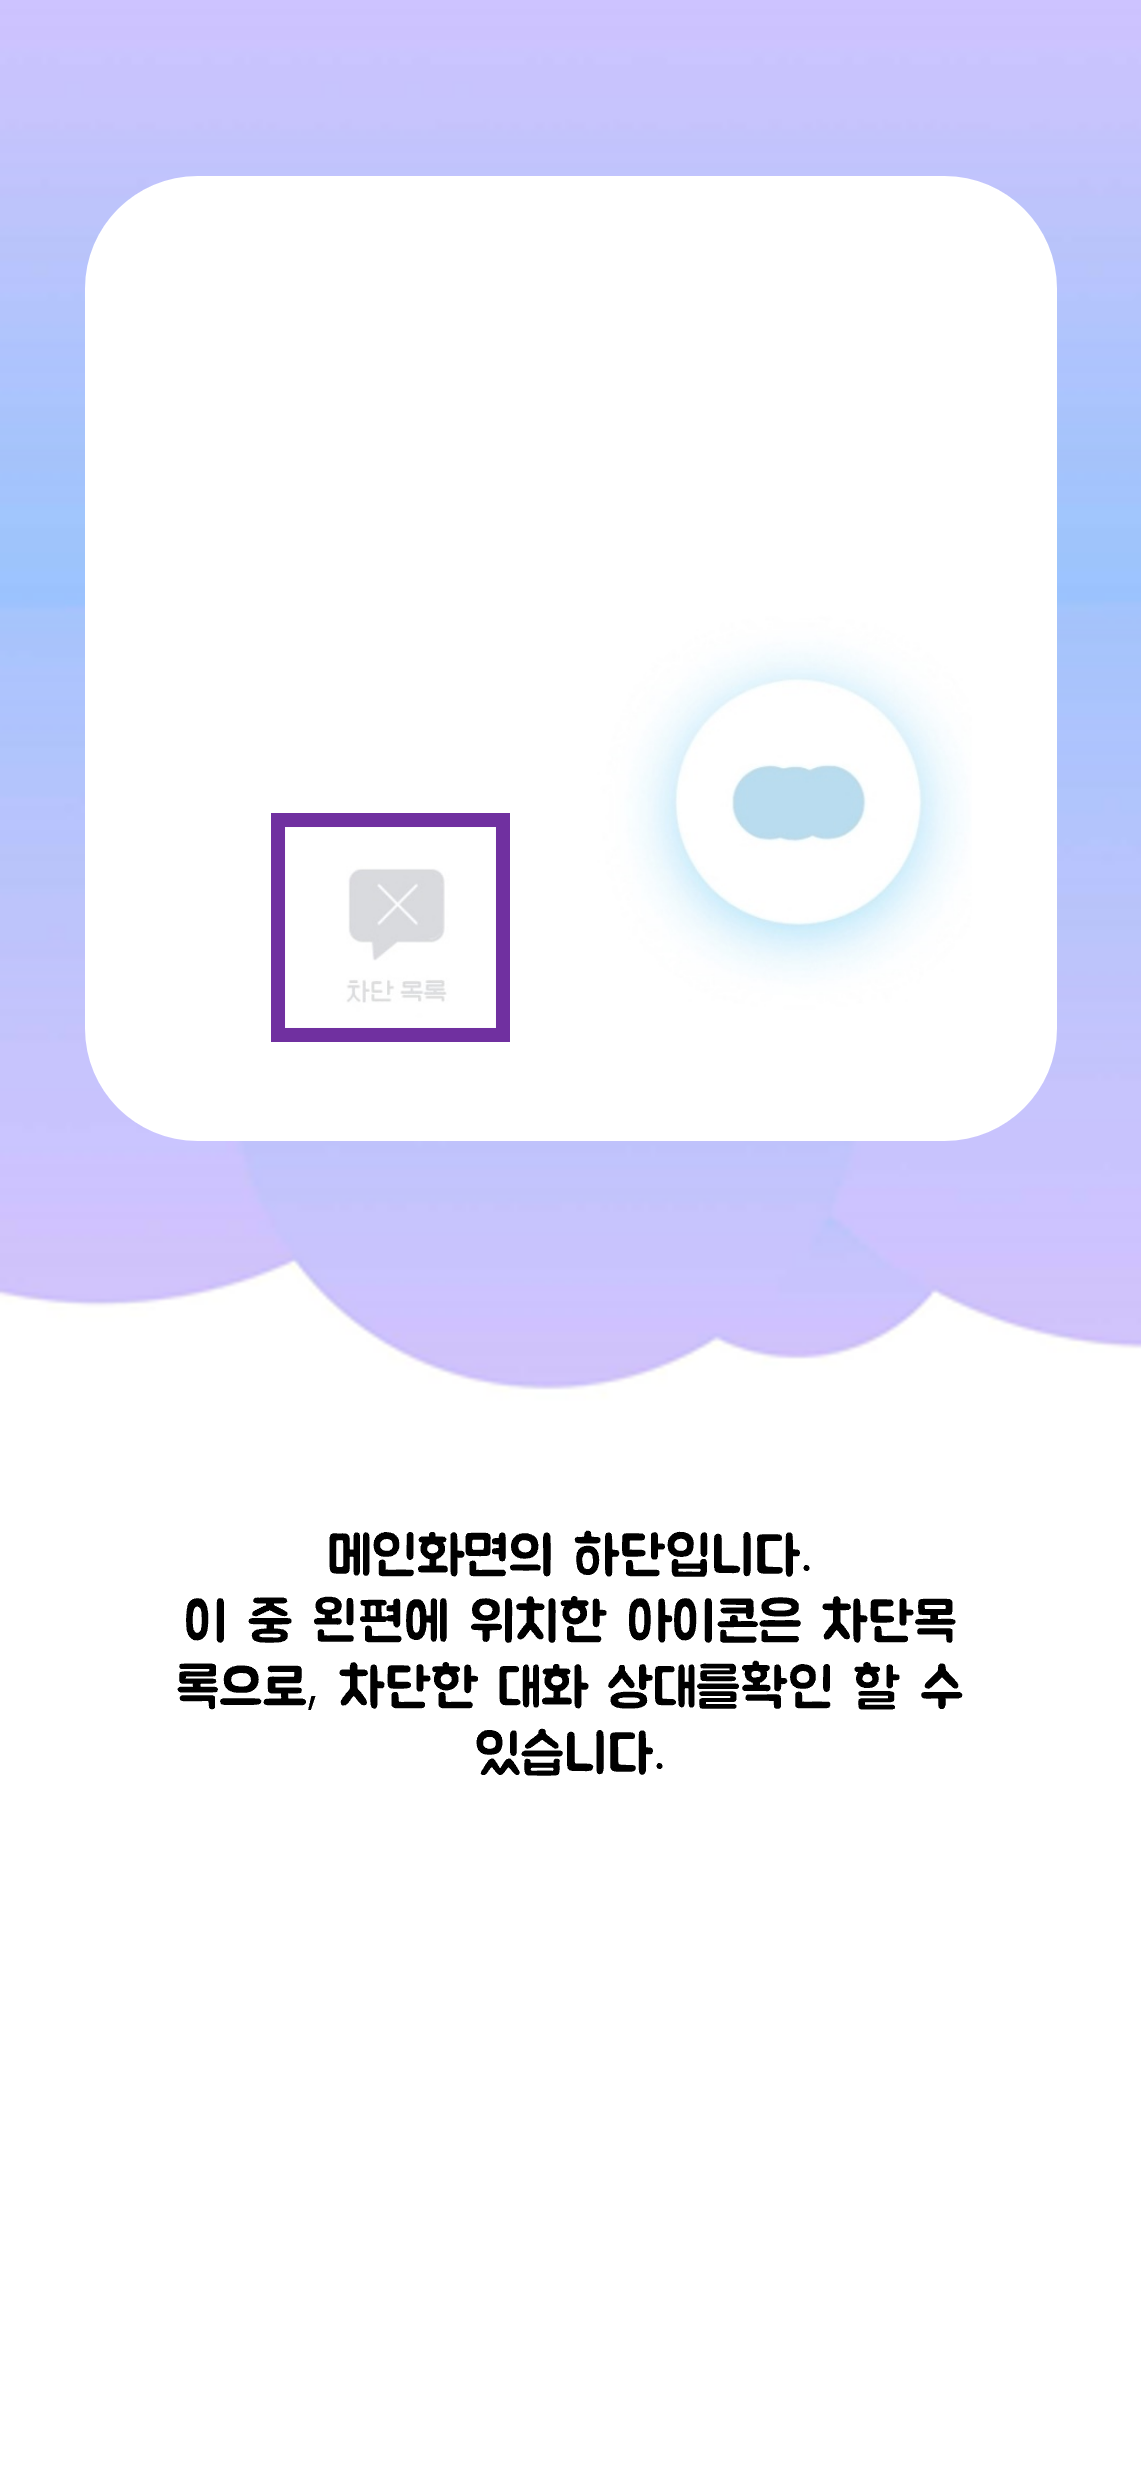 차단 목록
메인화면의 하단입니다.
이 중 왼편에 위치한 아이콘은 차단목
록으로, 차단한 대화 상대를확인 할 수
있습니다.